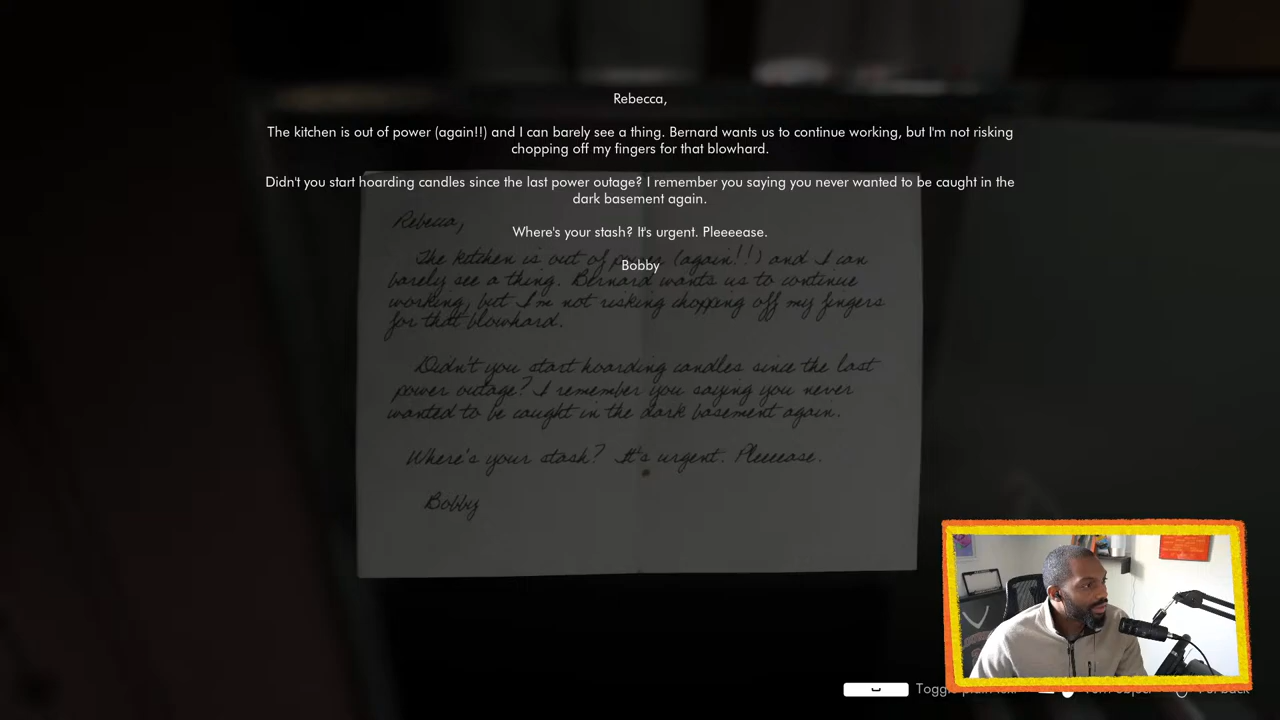 Rebecca,
The kitchen is out of power (again!!) and I can barely see a thing. Bernard wants us to continue working, but I'm not risking
chopping off my fingers for that blowhard.
Didn't you start hoarding candles since the last power outage? I remember you saying you never wanted to be caught in the
dark basement again.
Where's your stash? It's urgent. Pleeeease.
Bobby
Rebecca,
The kitchen is out of power (again!!) and I can
barely see a thing. Bernard wants us to continue
working, but I'm not risking chopping off my fingers
for that blowhard.
Didn't you start hoarding candles since the last
power outage? I remember you saying you never
wanted to be caught in the dark basement again.
Where's your stash? It's urgent. Pleeeease.
Bobby
Toggle